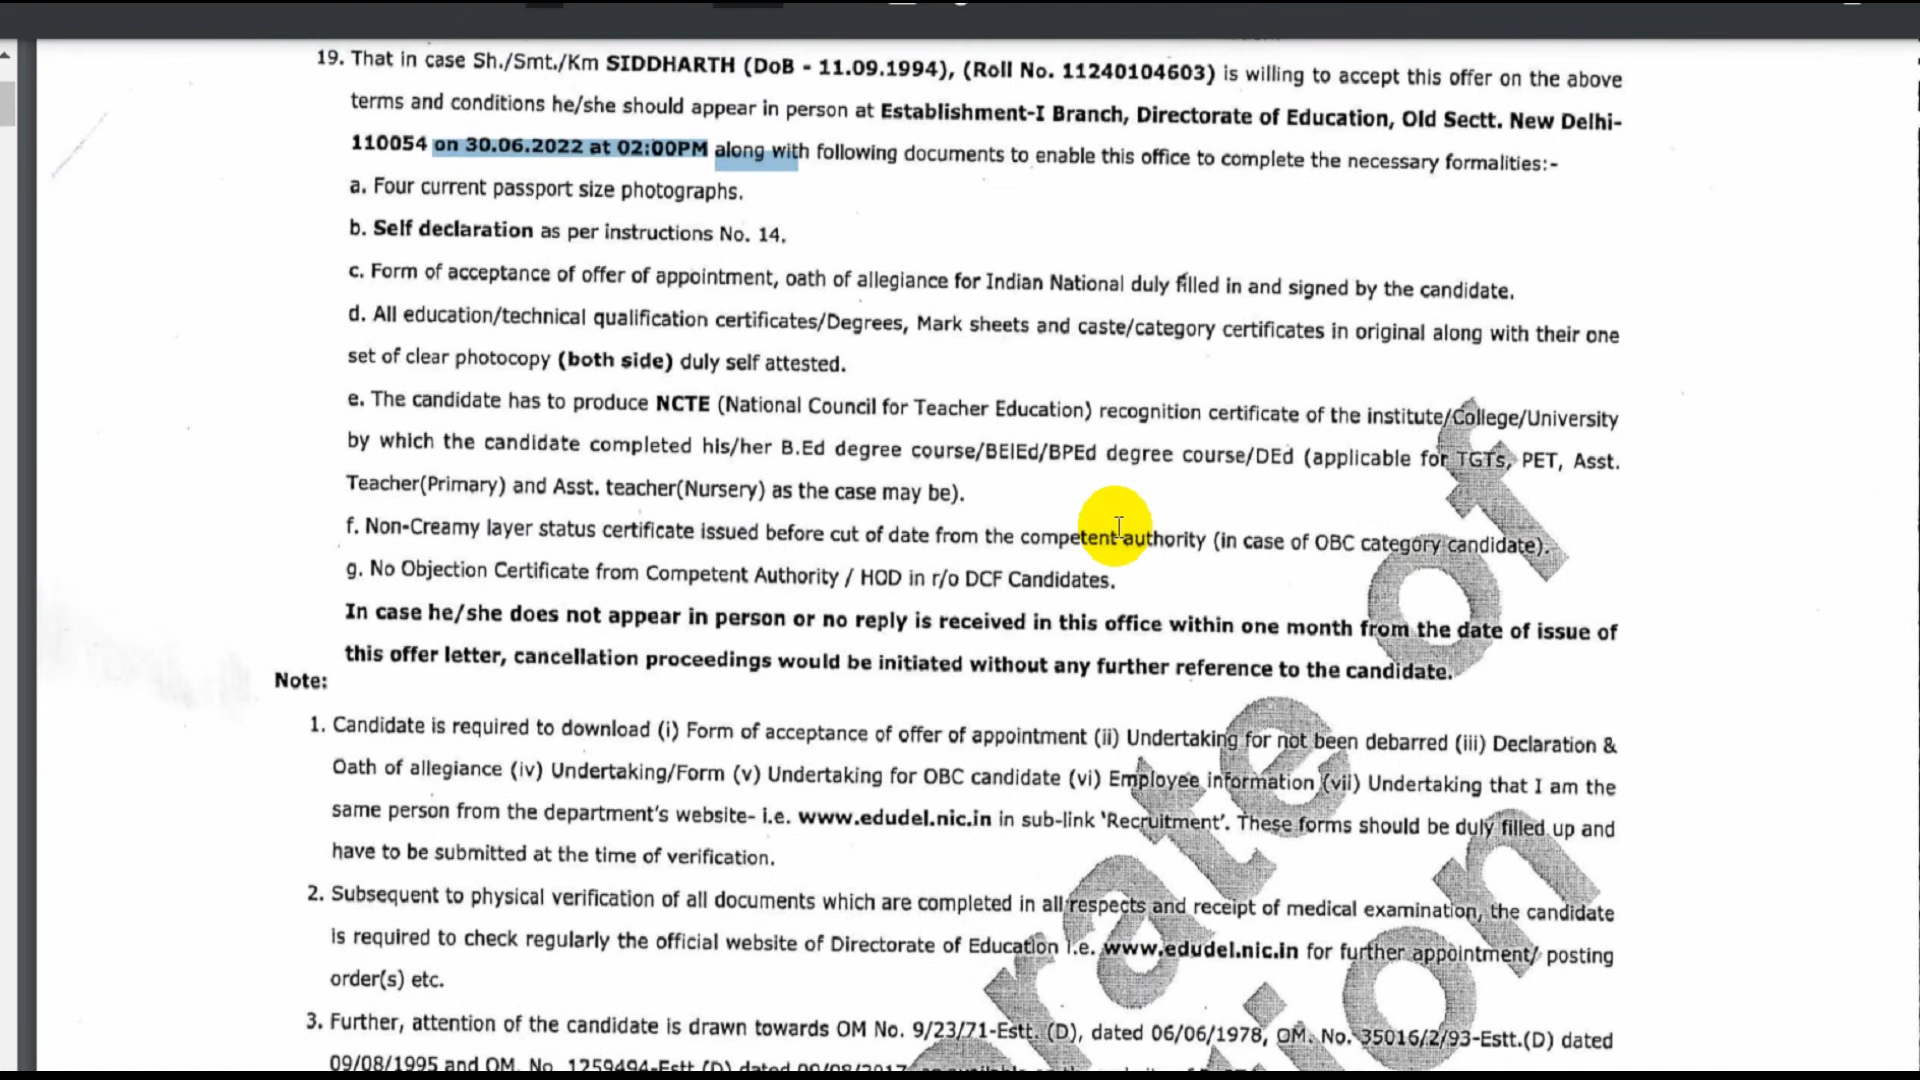 19. That in case Sh./Smt./Km SIDDHARTH (DoB - 11.09.1994), (Roll No. 11240104603) is willing to accept this offer on the above
terms and conditions he/she should appear in person at Establishment-I Branch, Directorate of Education, Old Sectt. New Delhi-
110054 on 30.06.2022 at 02:00PM along with following documents to enable this office to complete the necessary formalities:-
a. Four current passport size photographs.
b. Self declaration as per instructions No. 14.
c. Form of acceptance of offer of appointment, oath of allegiance for Indian National duly filled in and signed by the candidate.
d. All education/technical qualification certificates/Degrees, Mark sheets and caste/category certificates in original along with their one
set of clear photocopy (both side) duly self attested.
e. The candidate has to produce NCTE (National Council for Teacher Education) recognition certificate of the institute/College/University
by which the candidate completed his/her B.Ed degree course/BElEd/BPEd degree course/DEd (applicable for TGTs, PET, Asst.
Teacher(Primary) and Asst. teacher(Nursery) as the case may be).
f. Non-Creamy layer status certificate issued before cut of date from the competent authority (in case of OBC category candidate).
g. No Objection Certificate from Competent Authority / HOD in r/o DCF Candidates.
In case he/she does not appear in person or no reply is received in this office within one month from the date of issue of
this offer letter, cancellation proceedings would be initiated without any further reference to the candidate.
Note:
1. Candidate is required to download (i) Form of acceptance of offer of appointment (ii) Undertaking for not been debarred (iii) Declaration &
Oath of allegiance (iv) Undertaking/Form (v) Undertaking for OBC candidate (vi) Employee information (vii) Undertaking that I am the
same person from the department's website- i.e. www.edudel.nic.in in sub-link 'Recruitment'. These forms should be duly filled up and
have to be submitted at the time of verification.
2. Subsequent to physical verification of all documents which are completed in all respects and receipt of medical examination, the candidate
is required to check regularly the official website of Directorate of Education i.e. www.edudel.nic.in for further appointment/ posting
order(s) etc.
3. Further, attention of the candidate is drawn towards OM No. 9/23/71-Estt. (D), dated 06/06/1978, OM. No. 35016/2/93-Estt.(D) dated
09/08/1995 and OM. No. 1259494-Estt (D) dated
of